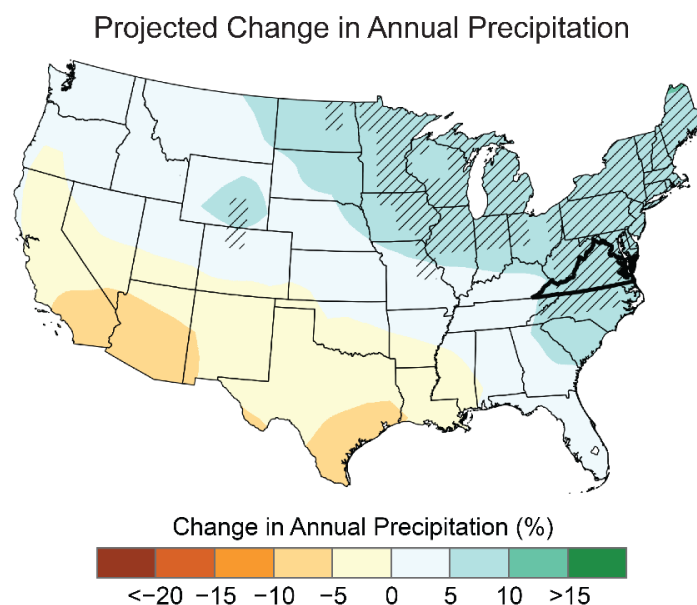 Projected Change in Annual Precipitation
Change in Annual Precipitation (%)
<−20 −15 −10 −5 0 5 10 >15